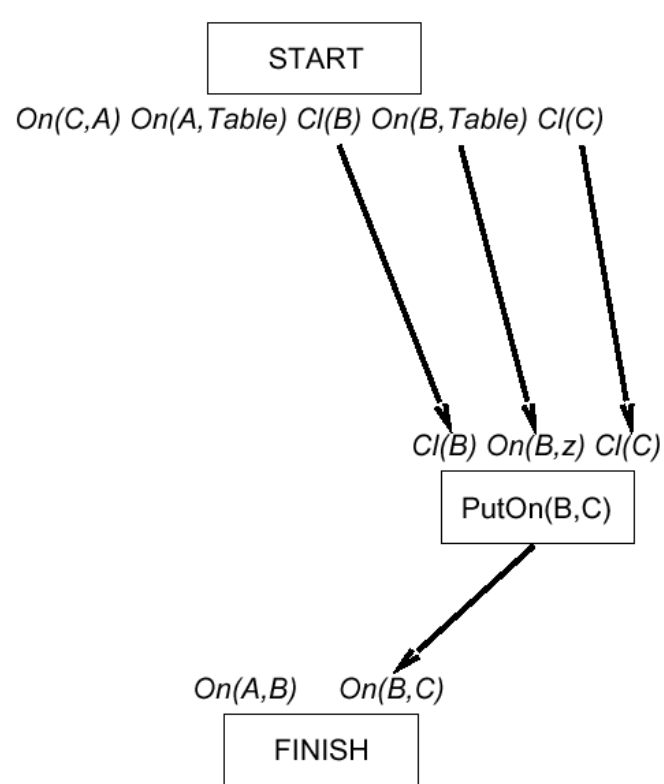 START
On(C,A) On(A,Table) Cl(B) On(B,Table) Cl(C)
Cl(B) On(B,z) Cl(C)
PutOn(B,C)
On(A,B) On(B,C)
FINISH